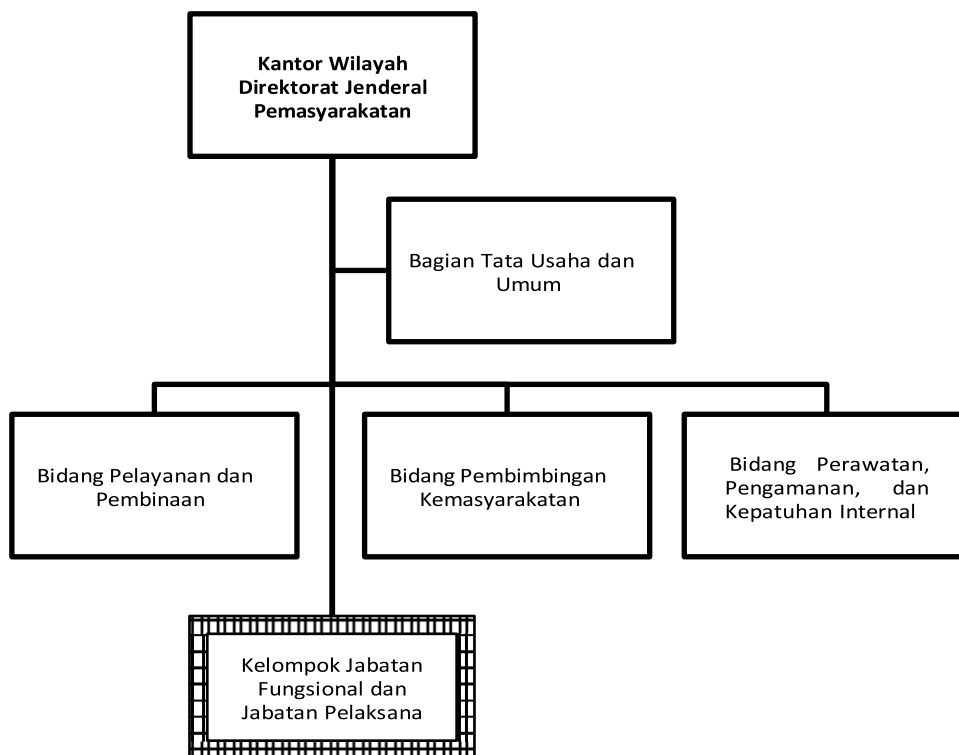 Kantor Wilayah
Direktorat Jenderal
Pemasyarakatan
Bagian Tata Usaha dan
Umum
Bidang Pelayanan dan
Pembinaan
Bidang Pembimbingan
Kemasyarakatan
Bidang Perawatan,
Pengamanan, dan
Kepatuhan Internal
Kelompok Jabatan
Fungsional dan
Jabatan Pelaksana